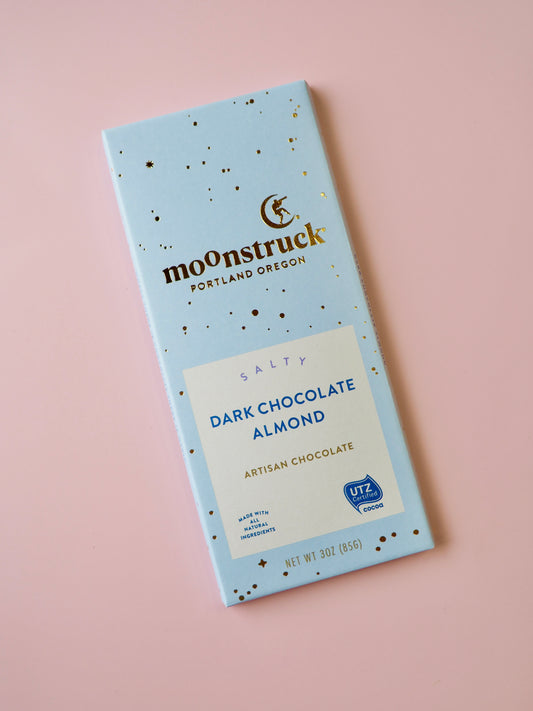 moonstruck
PORTLAND OREGON
SALTY
DARK CHOCOLATE
ALMOND
ARTISAN CHOCOLATE
MADE WITH
ALL
NATURAL
INGREDIENTS
UTZ
Certified
cocoa
NET WT 3OZ (85G)